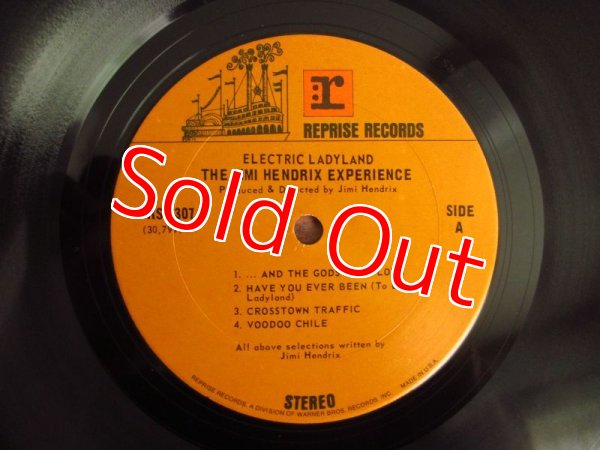 r
REPRISE RECORDS
ELECTRIC LADYLAND
THE JIMI HENDRIX EXPERIENCE
Produced & Directed by Jimi Hendrix
SIDE
A
Sold Out
1. ... AND THE GODS
2. HAVE YOU EVER BEEN (To
Ladyland)
3. CROSSTOWN TRAFFIC
4. VOODOO CHILE
All above selections written by
Jimi Hendrix
STEREO
REPRISE RECORDS, A DIVISION OF WARNER BROS. RECORDS, INC. MADE IN U.S.A.